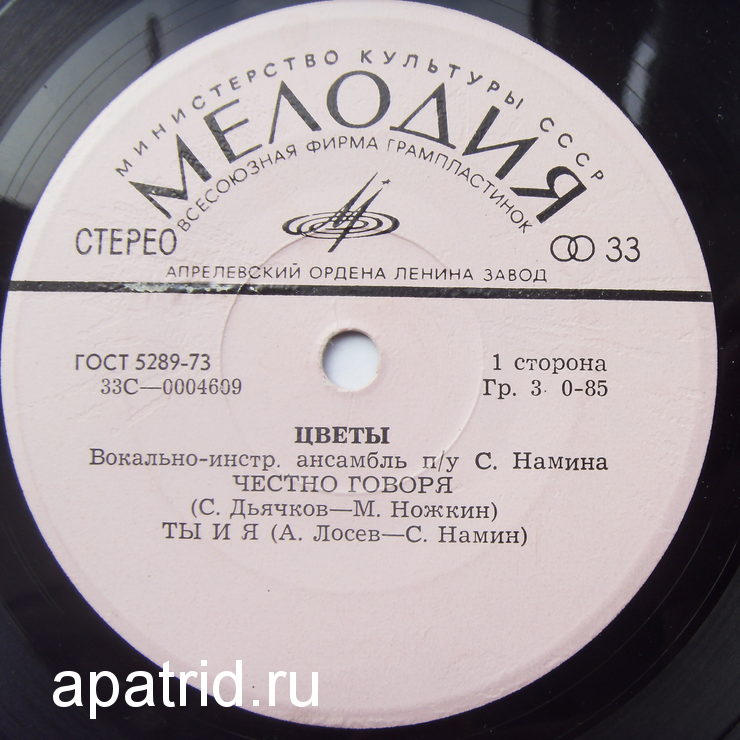 МИНИСТЕРСТВО КУЛЬТУРЫ СССР
МЕЛОДИЯ
ВСЕСОЮЗНАЯ ФИРМА ГРАМПЛАСТИНОК
СТЕРЕО
33
АПРЕЛЕВСКИЙ ОРДЕНА ЛЕНИНА ЗАВОД
ГОСТ 5289-73
1 сторона
33С—0004609
Гр. 3 0-85
ЦВЕТЫ
Вокально-инстр. ансамбль п/у С. Намина
ЧЕСТНО ГОВОРЯ
(С. Дьячков—М. Ножкин)
ТЫ И Я (А. Лосев—С. Намин)
apatrid.ru